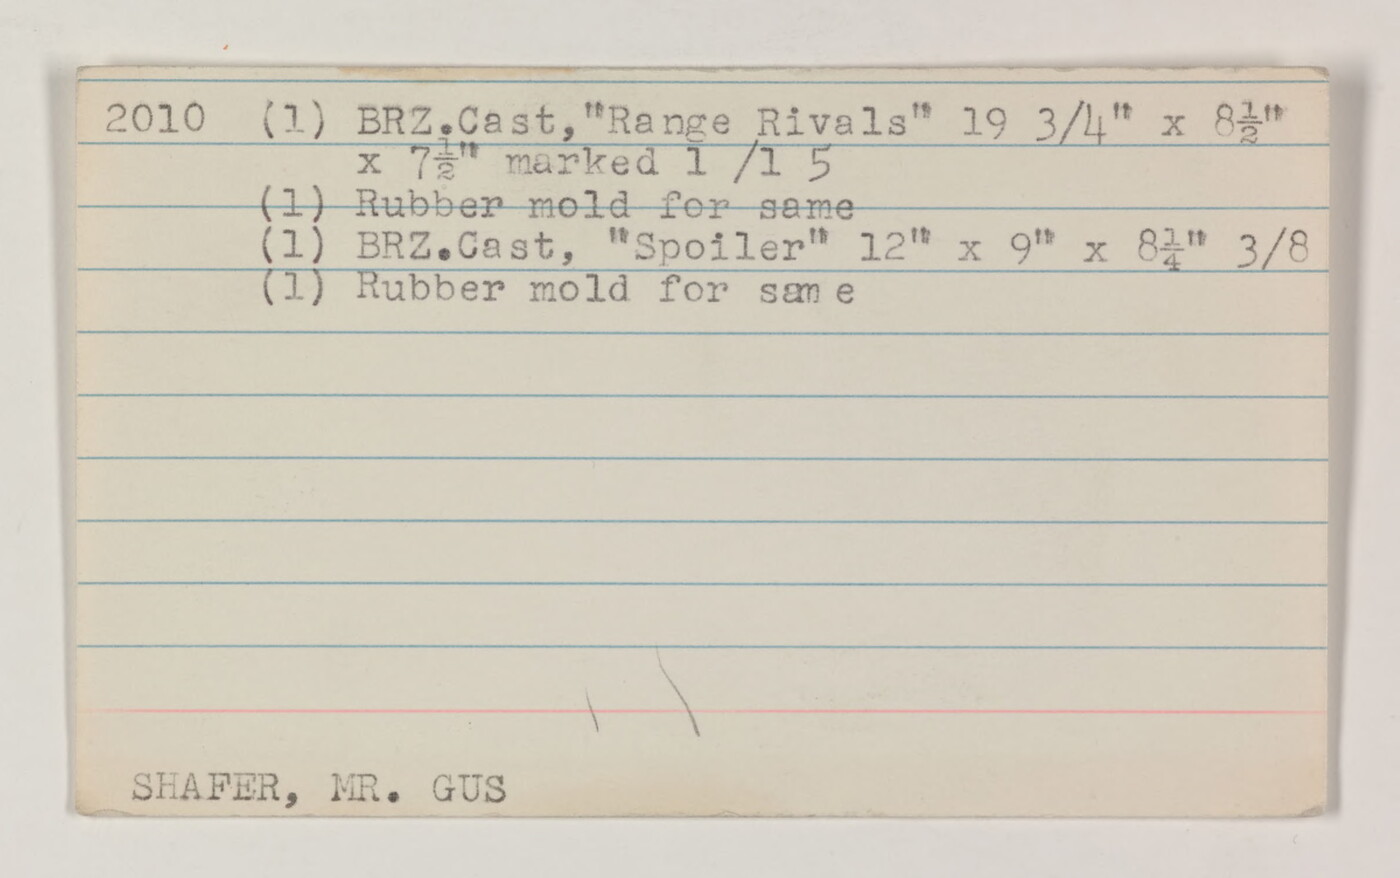 2010 (1) BRZ.Cast,"Range Rivals" 19 3/4" x 8½"
x 7½" marked 1 /1 5
(1) Rubber mold for same
(1) BRZ.Cast, "Spoiler" 12" x 9" x 8¼" 3/8
(1) Rubber mold for sam e
SHAFER, MR. GUS